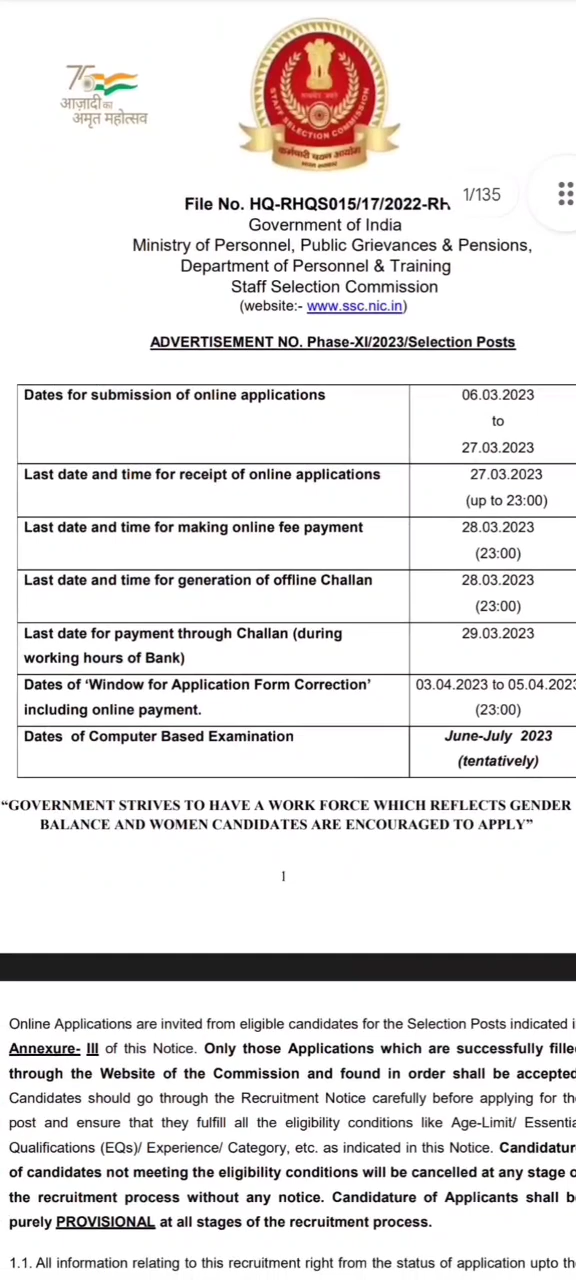 75
आज़ादी का
अमृत महोत्सव
STAFF SELECTION COMMISSION
कर्मचारी चयन आयोग
भारत सरकार
File No. HQ-RHQS015/17/2022-RH
1/135
Government of India
Ministry of Personnel, Public Grievances & Pensions,
Department of Personnel & Training
Staff Selection Commission
(website:- www.ssc.nic.in)
ADVERTISEMENT NO. Phase-XI/2023/Selection Posts
Dates for submission of online applications
06.03.2023
to
27.03.2023
Last date and time for receipt of online applications
27.03.2023
(up to 23:00)
Last date and time for making online fee payment
28.03.2023
(23:00)
Last date and time for generation of offline Challan
28.03.2023
(23:00)
Last date for payment through Challan (during
working hours of Bank)
29.03.2023
Dates of ‘Window for Application Form Correction’
including online payment.
03.04.2023 to 05.04.2023
(23:00)
Dates of Computer Based Examination
June-July 2023
(tentatively)
“GOVERNMENT STRIVES TO HAVE A WORK FORCE WHICH REFLECTS GENDER
BALANCE AND WOMEN CANDIDATES ARE ENCOURAGED TO APPLY”
1
Online Applications are invited from eligible candidates for the Selection Posts indicated i
Annexure- III of this Notice. Only those Applications which are successfully fille
through the Website of the Commission and found in order shall be accepted
Candidates should go through the Recruitment Notice carefully before applying for th
post and ensure that they fulfill all the eligibility conditions like Age-Limit/ Essentia
Qualifications (EQs)/ Experience/ Category, etc. as indicated in this Notice. Candidatur
of candidates not meeting the eligibility conditions will be cancelled at any stage o
the recruitment process without any notice. Candidature of Applicants shall b
purely PROVISIONAL at all stages of the recruitment process.
1.1. All information relating to this recruitment right from the status of application upto th